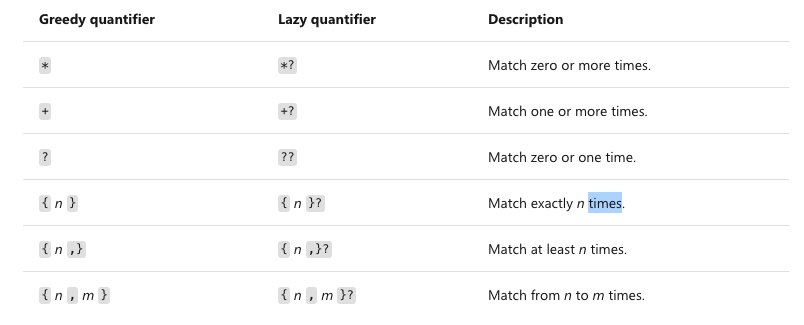 Greedy quantifier Lazy quantifier Description
* *? Match zero or more times.
+ +? Match one or more times.
? ?? Match zero or one time.
{ n } { n }? Match exactly n times.
{ n ,} { n ,}? Match at least n times.
{ n , m } { n , m }? Match from n to m times.